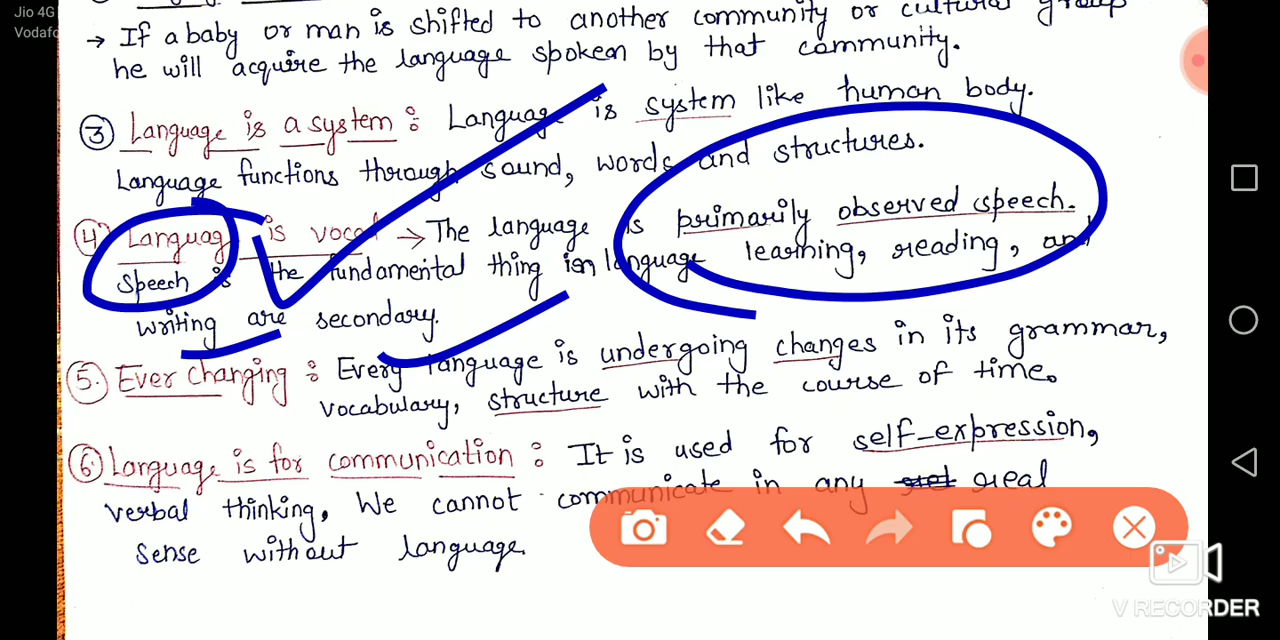 Jio 4G
Vodafo
→ If a baby or man is shifted to another community or cultural group
he will acquire the language spoken by that community.
③ Language is a system : Language is system like human body.
Language functions through sound, words and structures.
④ Languag is vocal → The language is primarily observed speech.
speech is the fundamental thing in language learning, reading, and
writing are secondary.
⑤. Ever changing : Every language is undergoing changes in its grammar,
vocabulary, structure with the course of time.
⑥ Language is for communication : It is used for self-expression,
verbal thinking, We cannot communicate in any real
sense without language.
V RECORDER